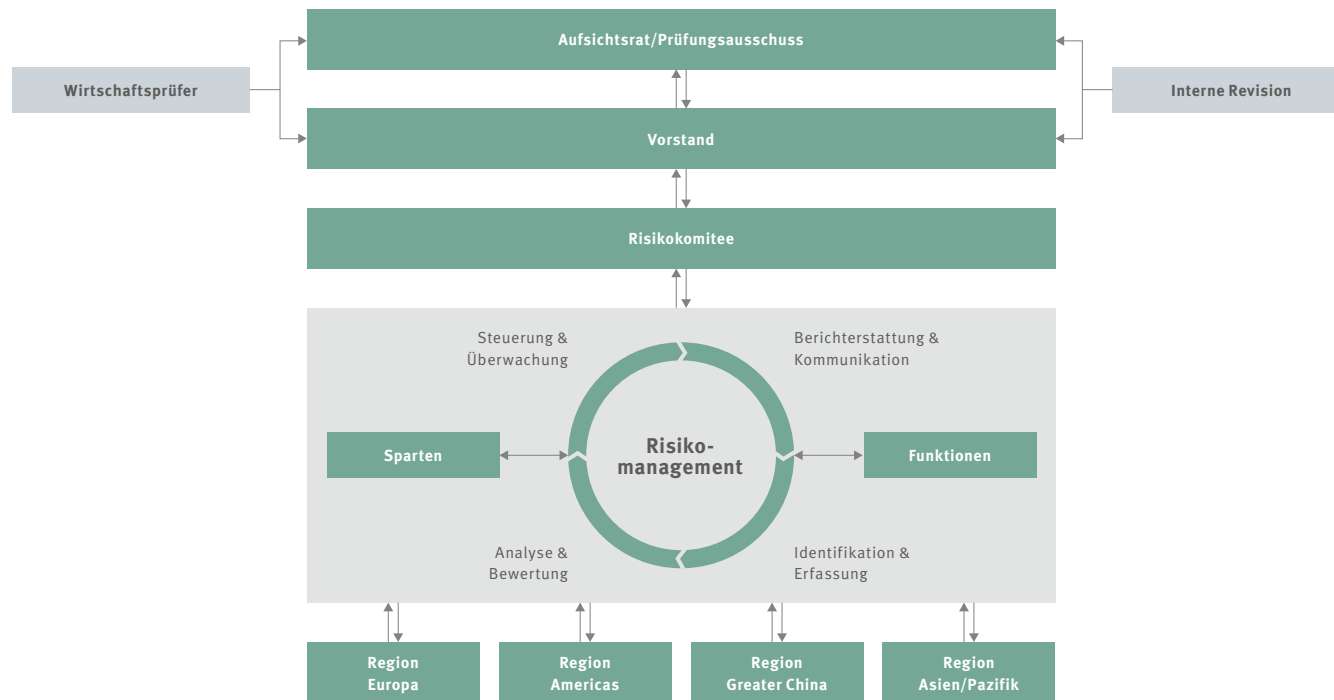 Aufsichtsrat/Prüfungsausschuss
Wirtschaftsprüfer
Interne Revision
Vorstand
Risikokomitee
Steuerung &
Überwachung
Berichterstattung &
Kommunikation
Sparten
Risiko-
management
Funktionen
Analyse &
Bewertung
Identifikation &
Erfassung
Region
Europa
Region
Americas
Region
Greater China
Region
Asien/Pazifik